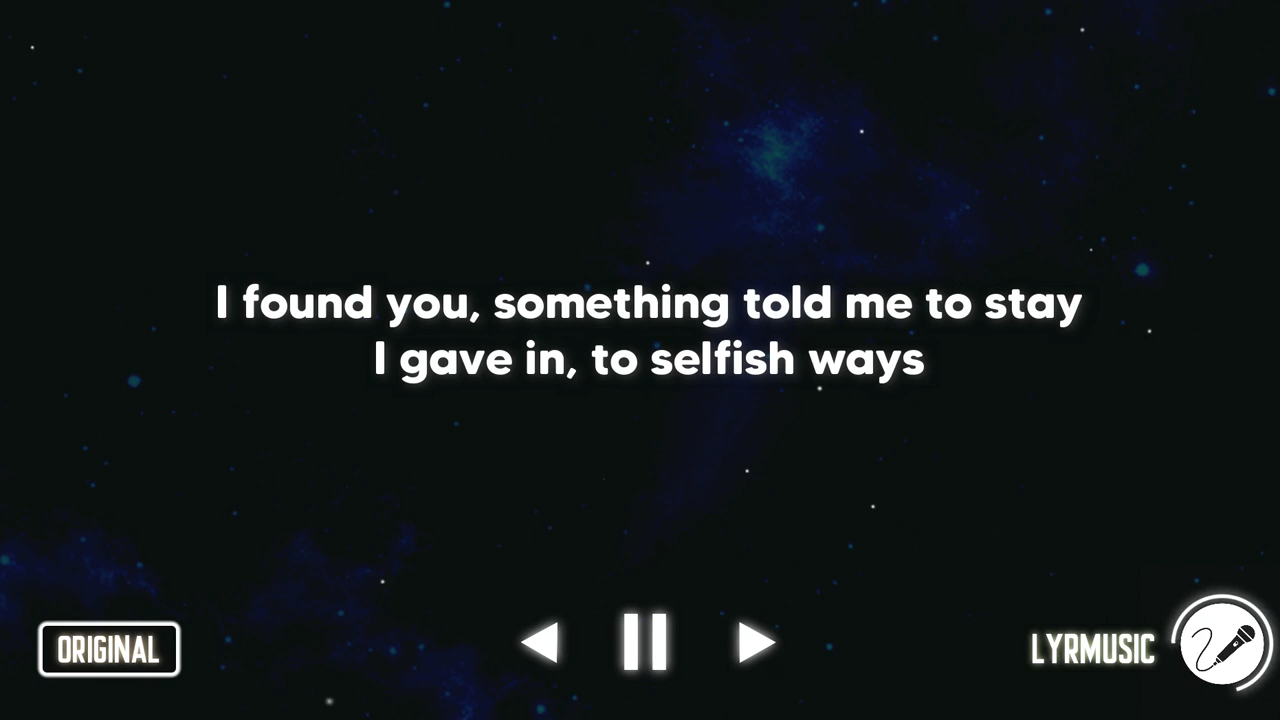 I found you, something told me to stay
I gave in, to selfish ways
ORIGINAL
LYRMUSIC